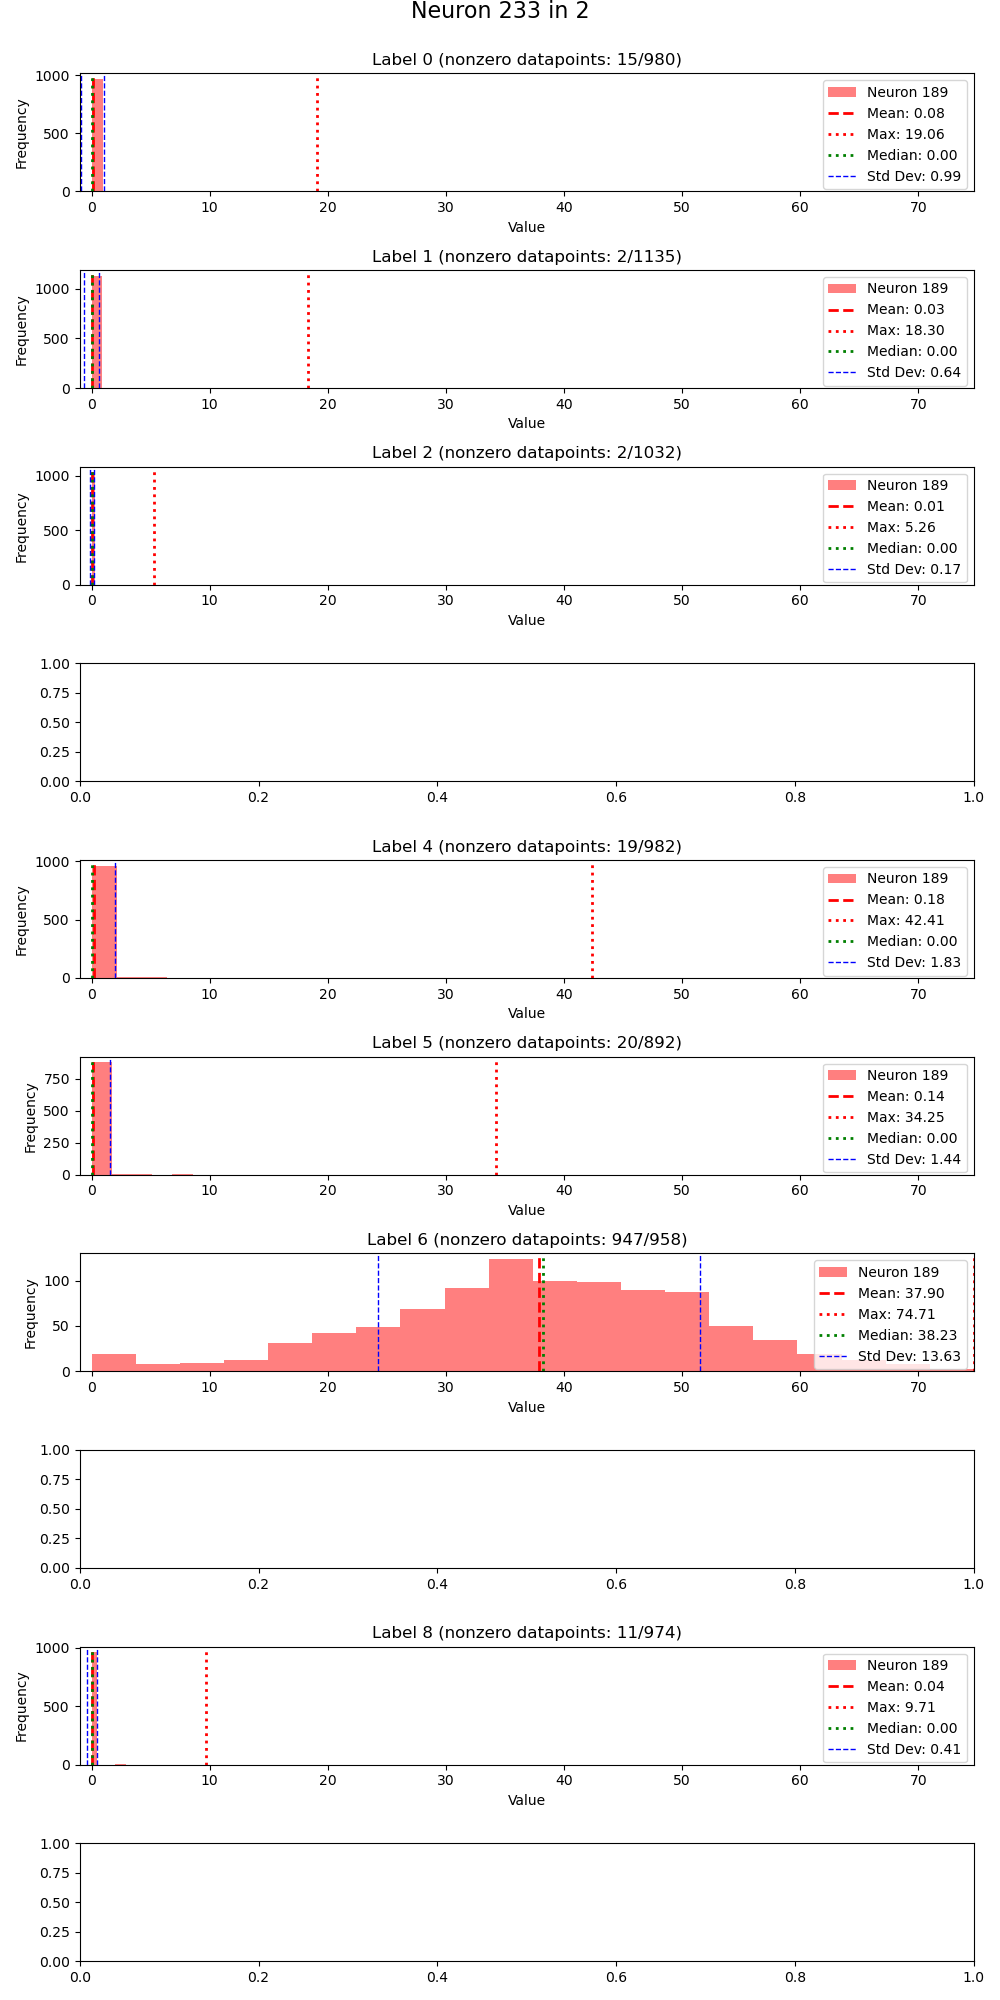 Neuron 233 in 2
Label 0 (nonzero datapoints: 15/980)
1000
500
0
Frequency
Neuron 189
Mean: 0.08
Max: 19.06
Median: 0.00
Std Dev: 0.99
0 10 20 30 40 50 60 70
Value
Label 1 (nonzero datapoints: 2/1135)
1000
500
0
Frequency
Neuron 189
Mean: 0.03
Max: 18.30
Median: 0.00
Std Dev: 0.64
0 10 20 30 40 50 60 70
Value
Label 2 (nonzero datapoints: 2/1032)
1000
500
0
Frequency
Neuron 189
Mean: 0.01
Max: 5.26
Median: 0.00
Std Dev: 0.17
0 10 20 30 40 50 60 70
Value
1.00
0.75
0.50
0.25
0.00
0.0 0.2 0.4 0.6 0.8 1.0
Label 4 (nonzero datapoints: 19/982)
1000
500
0
Frequency
Neuron 189
Mean: 0.18
Max: 42.41
Median: 0.00
Std Dev: 1.83
0 10 20 30 40 50 60 70
Value
Label 5 (nonzero datapoints: 20/892)
750
500
250
0
Frequency
Neuron 189
Mean: 0.14
Max: 34.25
Median: 0.00
Std Dev: 1.44
0 10 20 30 40 50 60 70
Value
Label 6 (nonzero datapoints: 947/958)
100
50
0
Frequency
Neuron 189
Mean: 37.90
Max: 74.71
Median: 38.23
Std Dev: 13.63
0 10 20 30 40 50 60 70
Value
1.00
0.75
0.50
0.25
0.00
0.0 0.2 0.4 0.6 0.8 1.0
Label 8 (nonzero datapoints: 11/974)
1000
500
0
Frequency
Neuron 189
Mean: 0.04
Max: 9.71
Median: 0.00
Std Dev: 0.41
0 10 20 30 40 50 60 70
Value
1.00
0.75
0.50
0.25
0.00
0.0 0.2 0.4 0.6 0.8 1.0